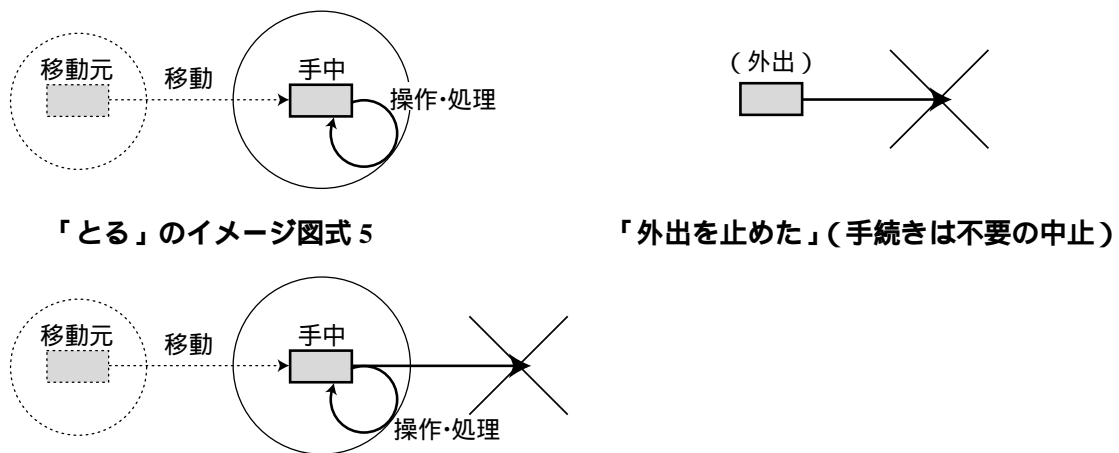 移動元
移動
手中
操作・処理
(外出)
「とる」のイメージ図式 5
「外出を止めた」(手続きは不要の中止)
移動元
移動
手中
操作・処理